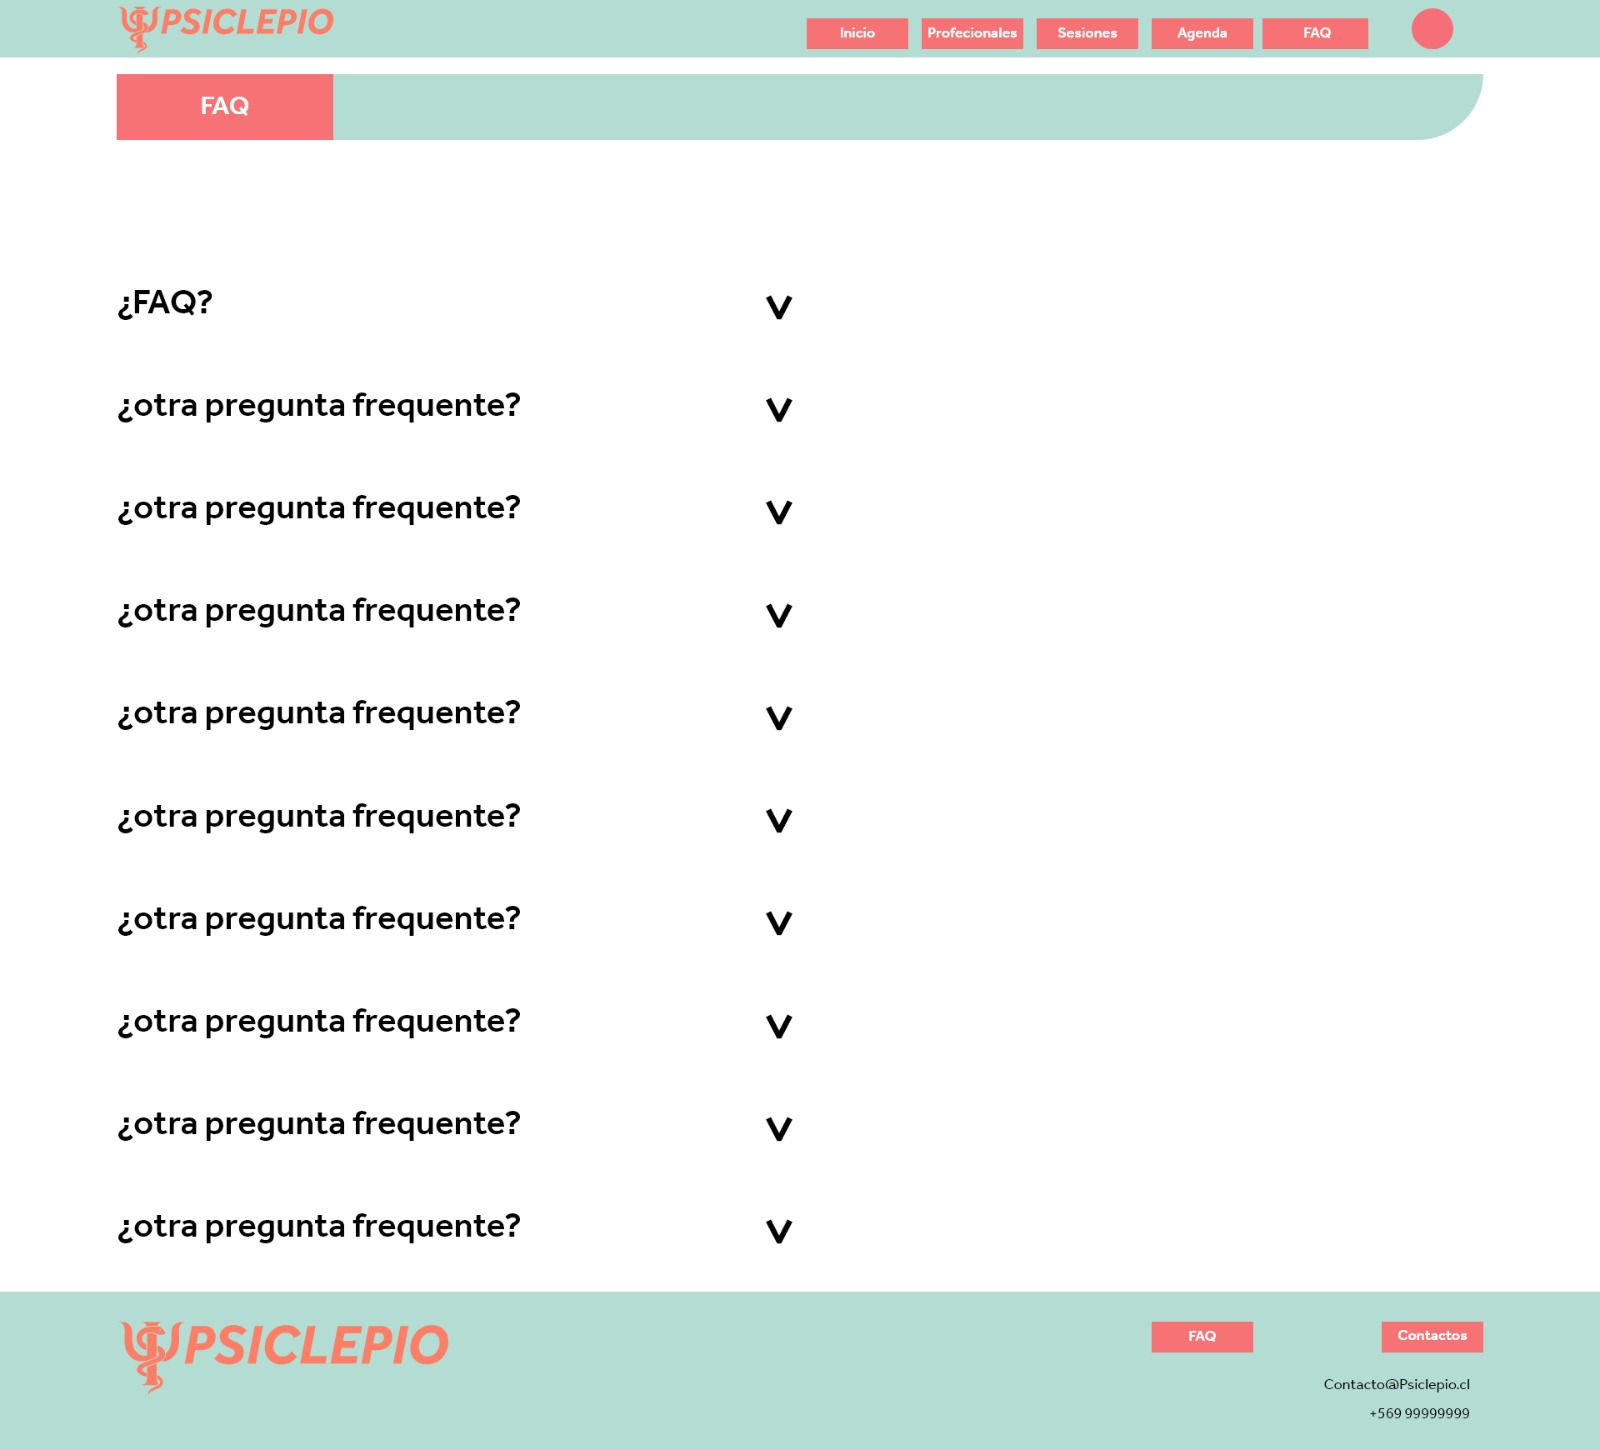 PSICLEPIO
Inicio Profecionales Sesiones Agenda FAQ
FAQ
¿FAQ?
¿otra pregunta frequente?
¿otra pregunta frequente?
¿otra pregunta frequente?
¿otra pregunta frequente?
¿otra pregunta frequente?
¿otra pregunta frequente?
¿otra pregunta frequente?
¿otra pregunta frequente?
¿otra pregunta frequente?
PSICLEPIO
FAQ Contactos
Contacto@Psiclepio.cl
+569 99999999